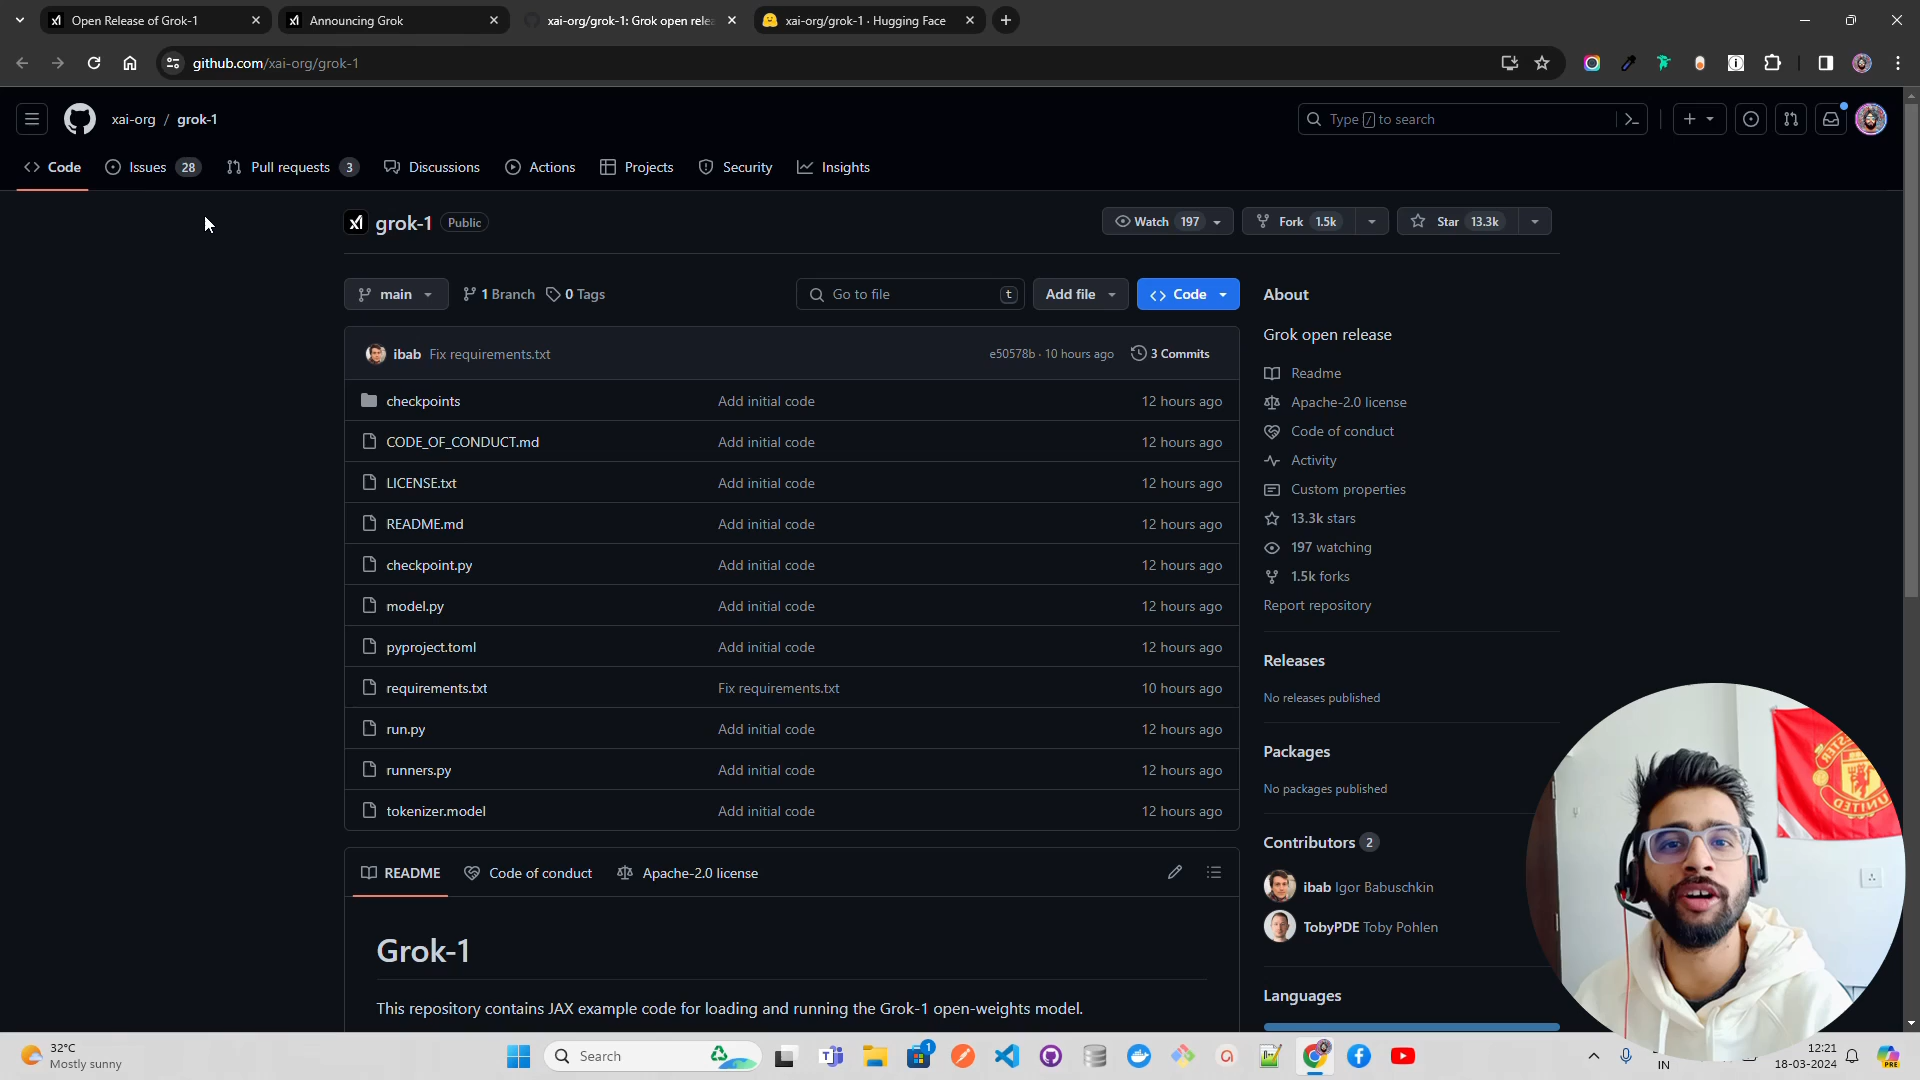 Open Release of Grok-1
Announcing Grok
xai-org/grok-1: Grok open rele
xai-org/grok-1 · Hugging Face
github.com/xai-org/grok-1
xai-org / grok-1
Type / to search
Code
Issues 28
Pull requests 3
Discussions
Actions
Projects
Security
Insights
grok-1 Public
Watch 197
Fork 1.5k
Star 13.3k
main
1 Branch
0 Tags
Go to file t
Add file
Code
ibab Fix requirements.txt e50578b · 10 hours ago 3 Commits
checkpoints Add initial code 12 hours ago
CODE_OF_CONDUCT.md Add initial code 12 hours ago
LICENSE.txt Add initial code 12 hours ago
README.md Add initial code 12 hours ago
checkpoint.py Add initial code 12 hours ago
model.py Add initial code 12 hours ago
pyproject.toml Add initial code 12 hours ago
requirements.txt Fix requirements.txt 10 hours ago
run.py Add initial code 12 hours ago
runners.py Add initial code 12 hours ago
tokenizer.model Add initial code 12 hours ago
README
Code of conduct
Apache-2.0 license
Grok-1
This repository contains JAX example code for loading and running the Grok-1 open-weights model.
About
Grok open release
Readme
Apache-2.0 license
Code of conduct
Activity
Custom properties
13.3k stars
197 watching
1.5k forks
Report repository
Releases
No releases published
Packages
No packages published
Contributors 2
ibab Igor Babuschkin
TobyPDE Toby Pohlen
Languages
UNITED
32°C
Mostly sunny
Search
1
IN
12:21
18-03-2024
PRE